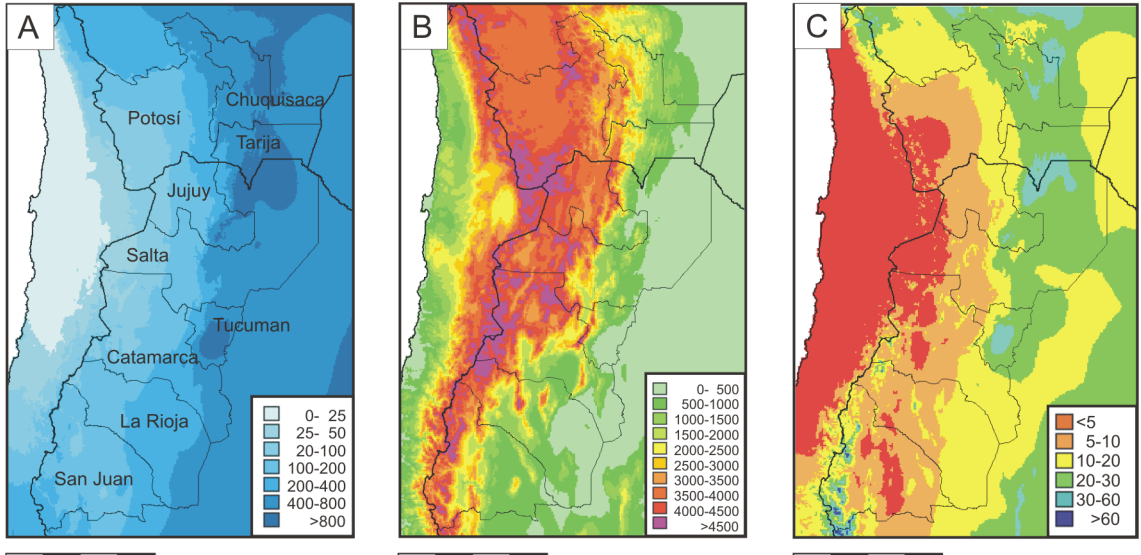 A
Potosí
Chuquisaca
Tarija
Jujuy
Salta
Tucuman
Catamarca
La Rioja
San Juan
0- 25
25- 50
20-100
100-200
200-400
400-800
>800
B
0- 500
500-1000
1000-1500
1500-2000
2000-2500
2500-3000
3000-3500
3500-4000
4000-4500
>4500
C
<5
5-10
10-20
20-30
30-60
>60